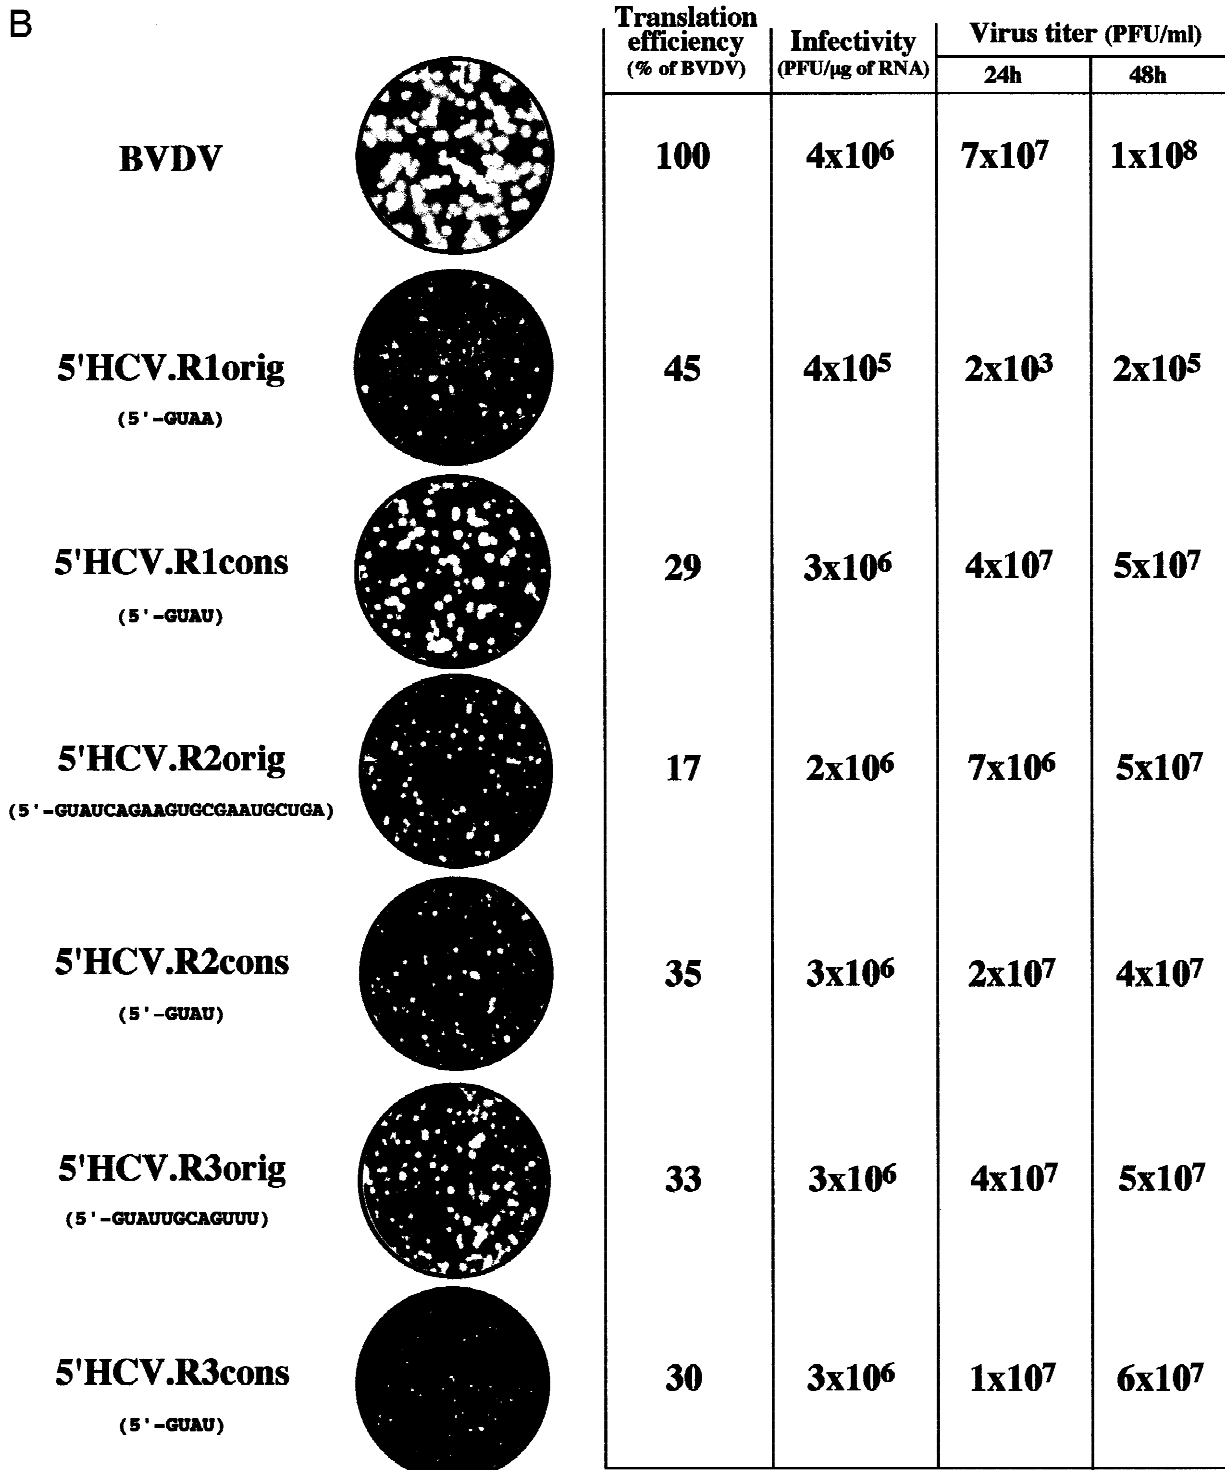 B
Translation efficiency (% of BVDV)
Infectivity (PFU/µg of RNA)
Virus titer (PFU/ml)
24h 48h
BVDV 100 4x10⁶ 7x10⁷ 1x10⁸
5'HCV.R1orig 45 4x10⁵ 2x10³ 2x10⁵
(5'-GUAA)
5'HCV.R1cons 29 3x10⁶ 4x10⁷ 5x10⁷
(5'-GUAU)
5'HCV.R2orig 17 2x10⁶ 7x10⁶ 5x10⁷
(5'-GUAUCAGAAGUGCGAAUGCUGA)
5'HCV.R2cons 35 3x10⁶ 2x10⁷ 4x10⁷
(5'-GUAU)
5'HCV.R3orig 33 3x10⁶ 4x10⁷ 5x10⁷
(5'-GUAUUGCAGUUU)
5'HCV.R3cons 30 3x10⁶ 1x10⁷ 6x10⁷
(5'-GUAU)